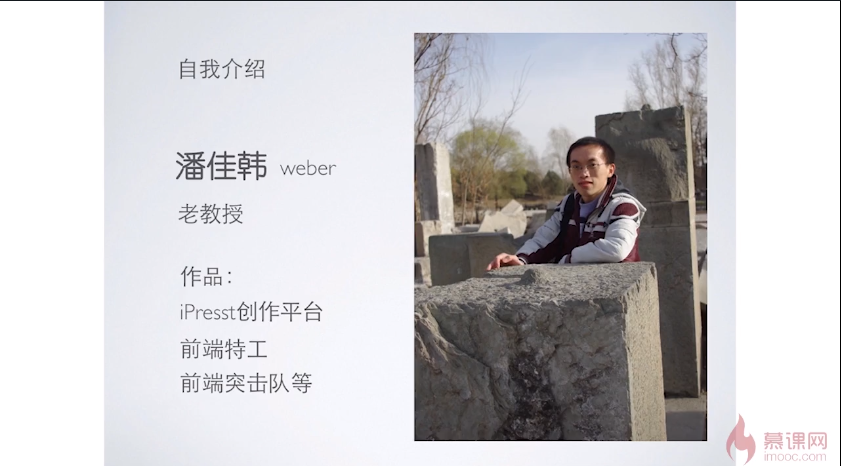 自我介绍
潘佳韩 weber
老教授
作品：
iPresst创作平台
前端特工
前端突击队等
慕课网
imooc.com